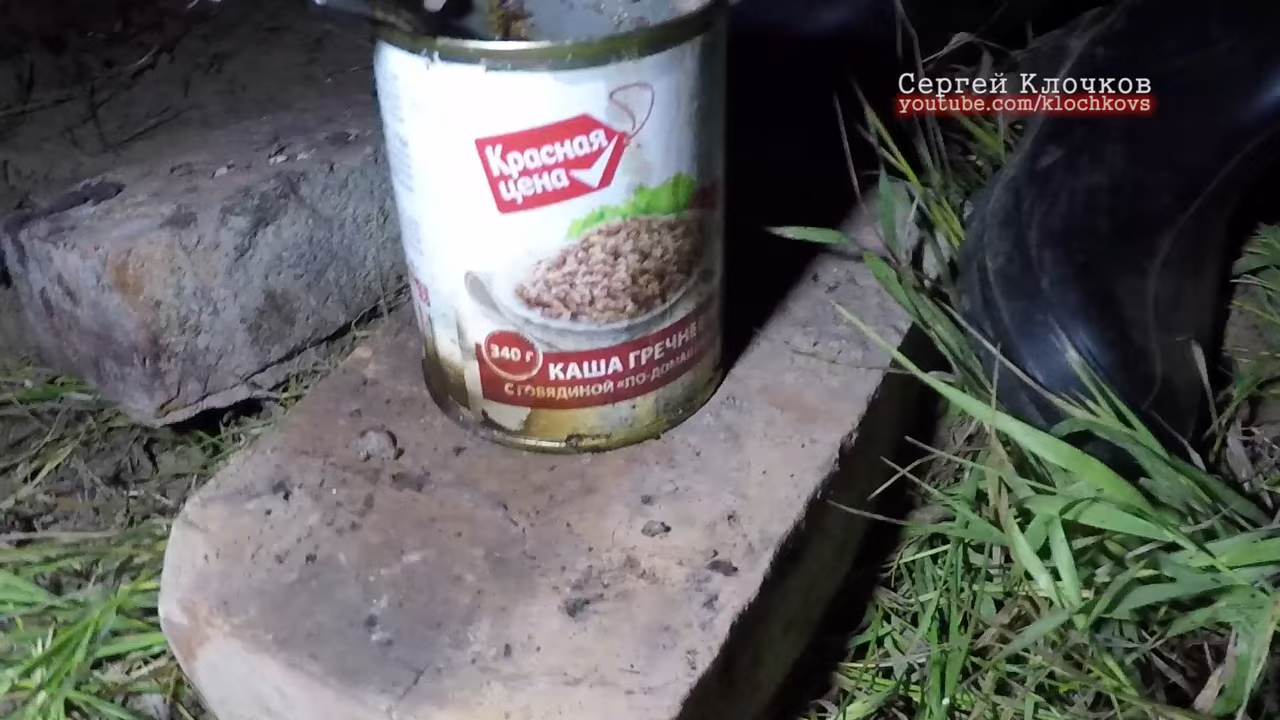 Сергей Клочков
youtube.com/klochkovs
Красная
цена
340 г
КАША ГРЕЧНЕ
С ГОВЯДИНОЙ «ПО-ДОМАШ